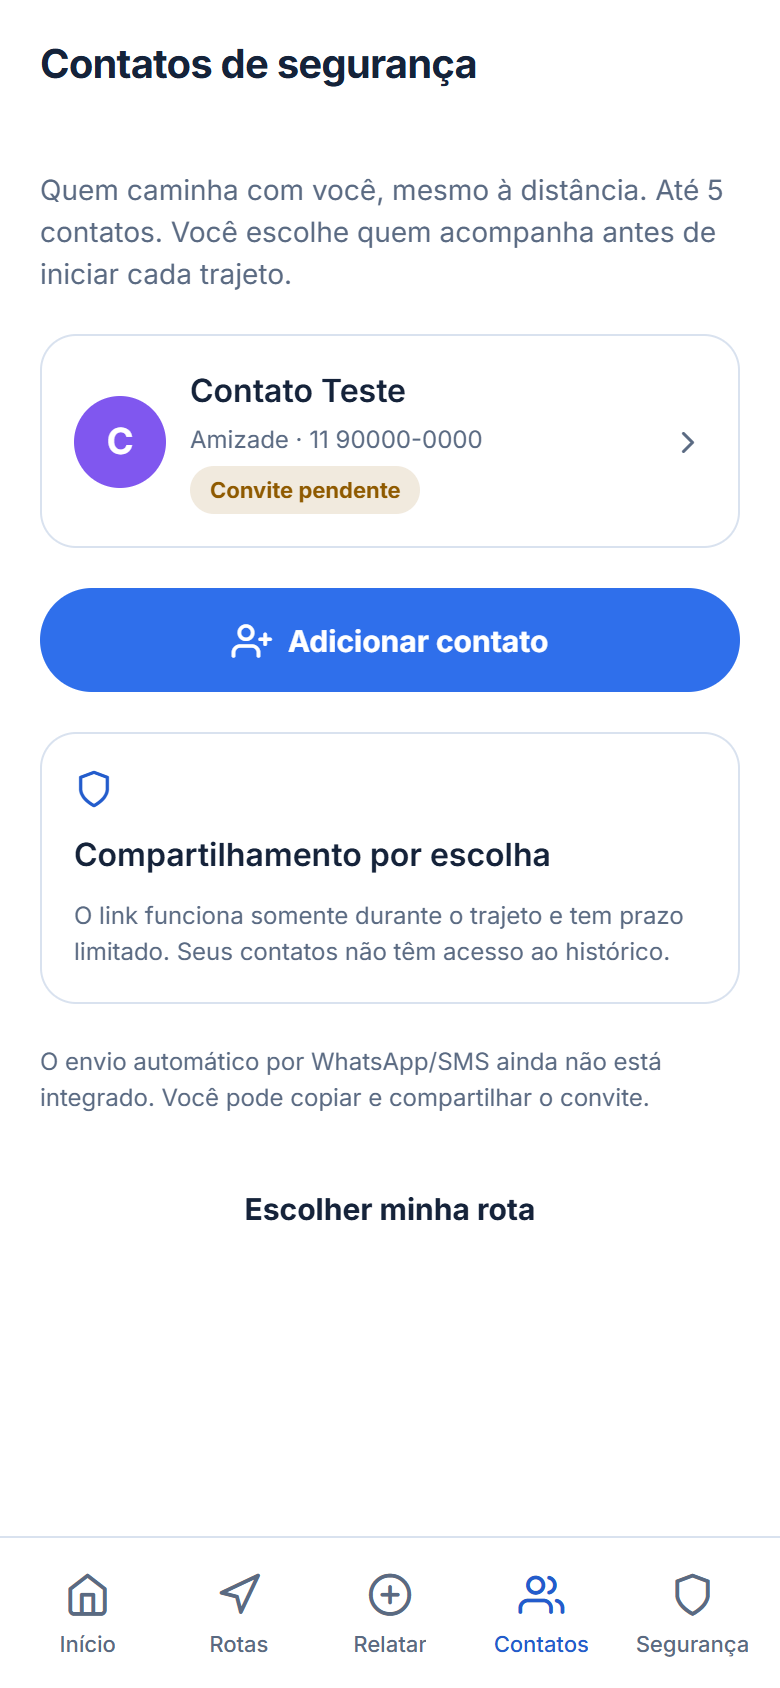 Contatos de segurança
Quem caminha com você, mesmo à distância. Até 5
contatos. Você escolhe quem acompanha antes de
iniciar cada trajeto.
C
Contato Teste
Amizade · 11 90000-0000
Convite pendente
Adicionar contato
Compartilhamento por escolha
O link funciona somente durante o trajeto e tem prazo
limitado. Seus contatos não têm acesso ao histórico.
O envio automático por WhatsApp/SMS ainda não está
integrado. Você pode copiar e compartilhar o convite.
Escolher minha rota
Início
Rotas
Relatar
Contatos
Segurança